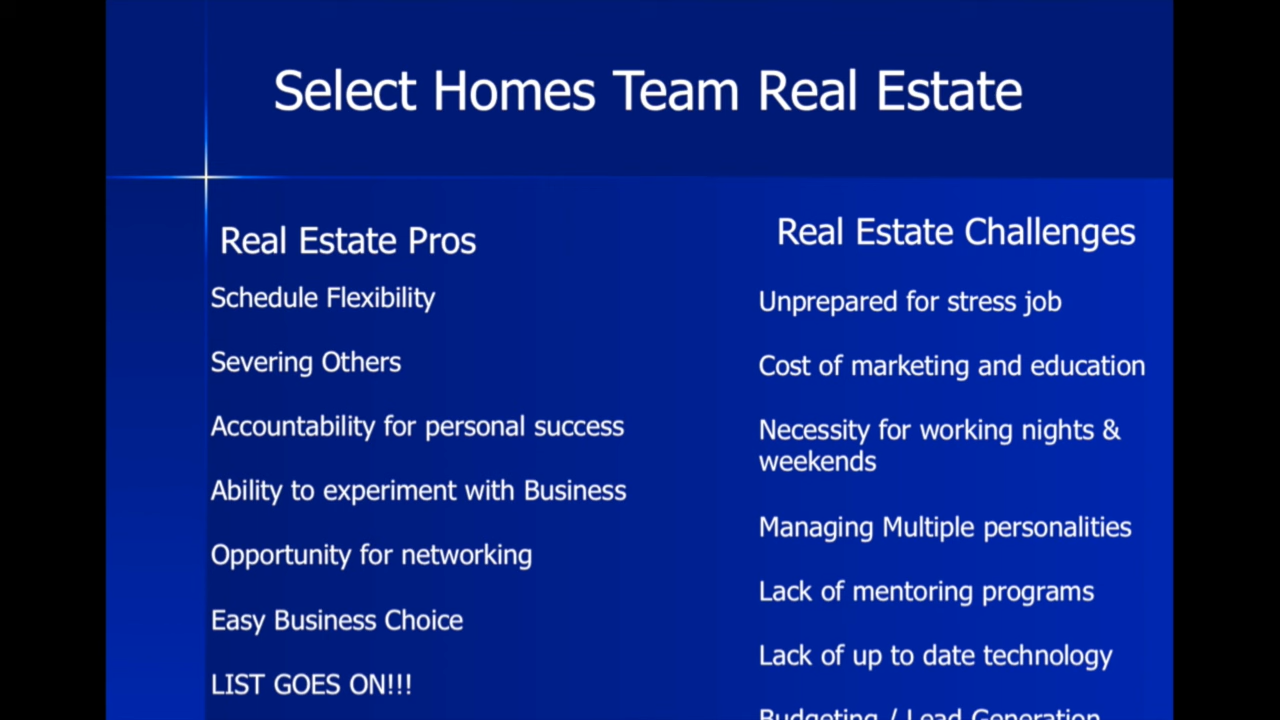 Select Homes Team Real Estate
Real Estate Pros
Schedule Flexibility
Severing Others
Accountability for personal success
Ability to experiment with Business
Opportunity for networking
Easy Business Choice
LIST GOES ON!!!
Real Estate Challenges
Unprepared for stress job
Cost of marketing and education
Necessity for working nights &
weekends
Managing Multiple personalities
Lack of mentoring programs
Lack of up to date technology
Budgeting / Lead Generation